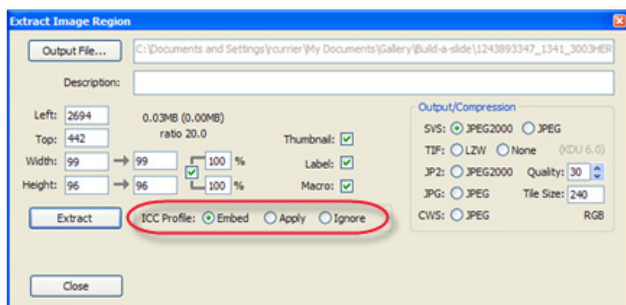 Extract Image Region
Output File... C:\Documents and Settings\rcurrier\My Documents\Gallery\Build-a-slide\1243893347_1341_3003HER
Description:
Left: 2694
Top: 442
Width: 99 99 100 %
Height: 96 96 100 %
0.03MB (0.00MB)
ratio 20.0
Thumbnail:
Label:
Macro:
Output/Compression
SVS: JPEG2000 JPEG
TIF: LZW None (KDU 6.0)
JP2: JPEG2000 Quality: 30
JPG: JPEG Tile Size: 240
CWS: JPEG RGB
Extract ICC Profile: Embed Apply Ignore
Close